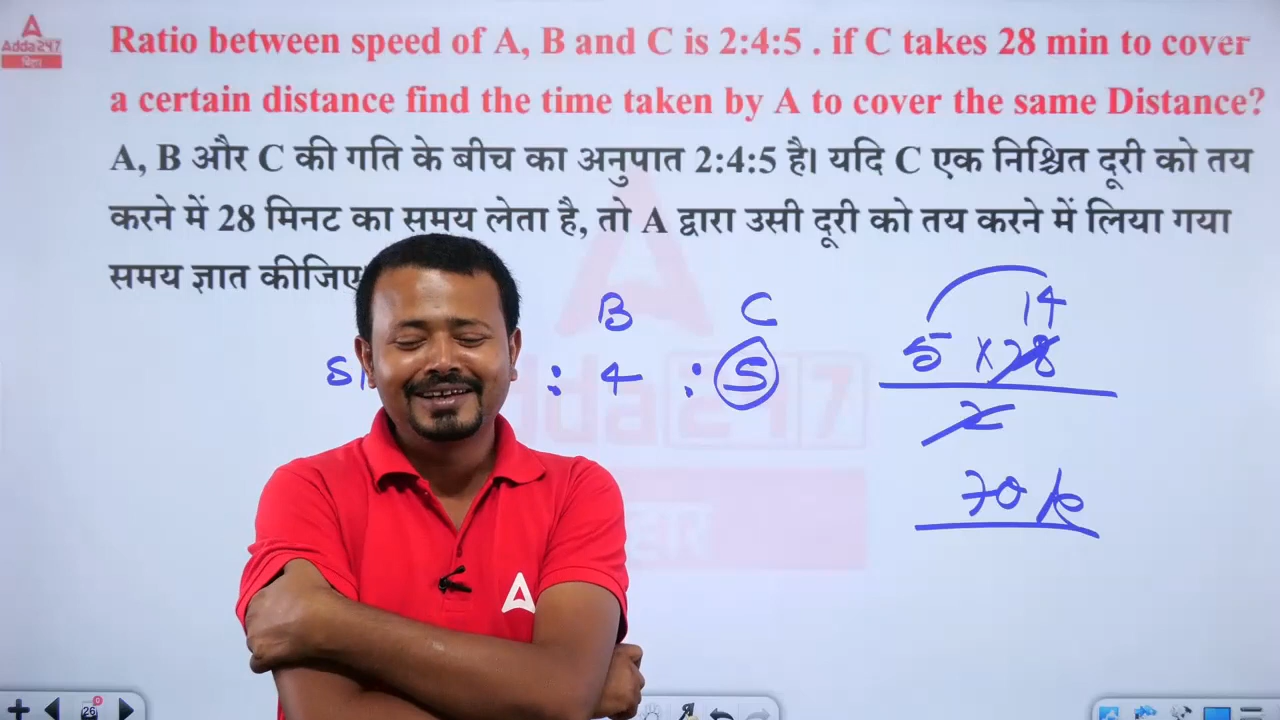 Adda247
बिहार
Ratio between speed of A, B and C is 2:4:5 . if C takes 28 min to cover
a certain distance find the time taken by A to cover the same Distance?
A, B और C की गति के बीच का अनुपात 2:4:5 है। यदि C एक निश्चित दूरी को तय
करने में 28 मिनट का समय लेता है, तो A द्वारा उसी दूरी को तय करने में लिया गया
समय ज्ञात कीजिए
B C
: 4 : 5
14
5 x 28
2
70
26